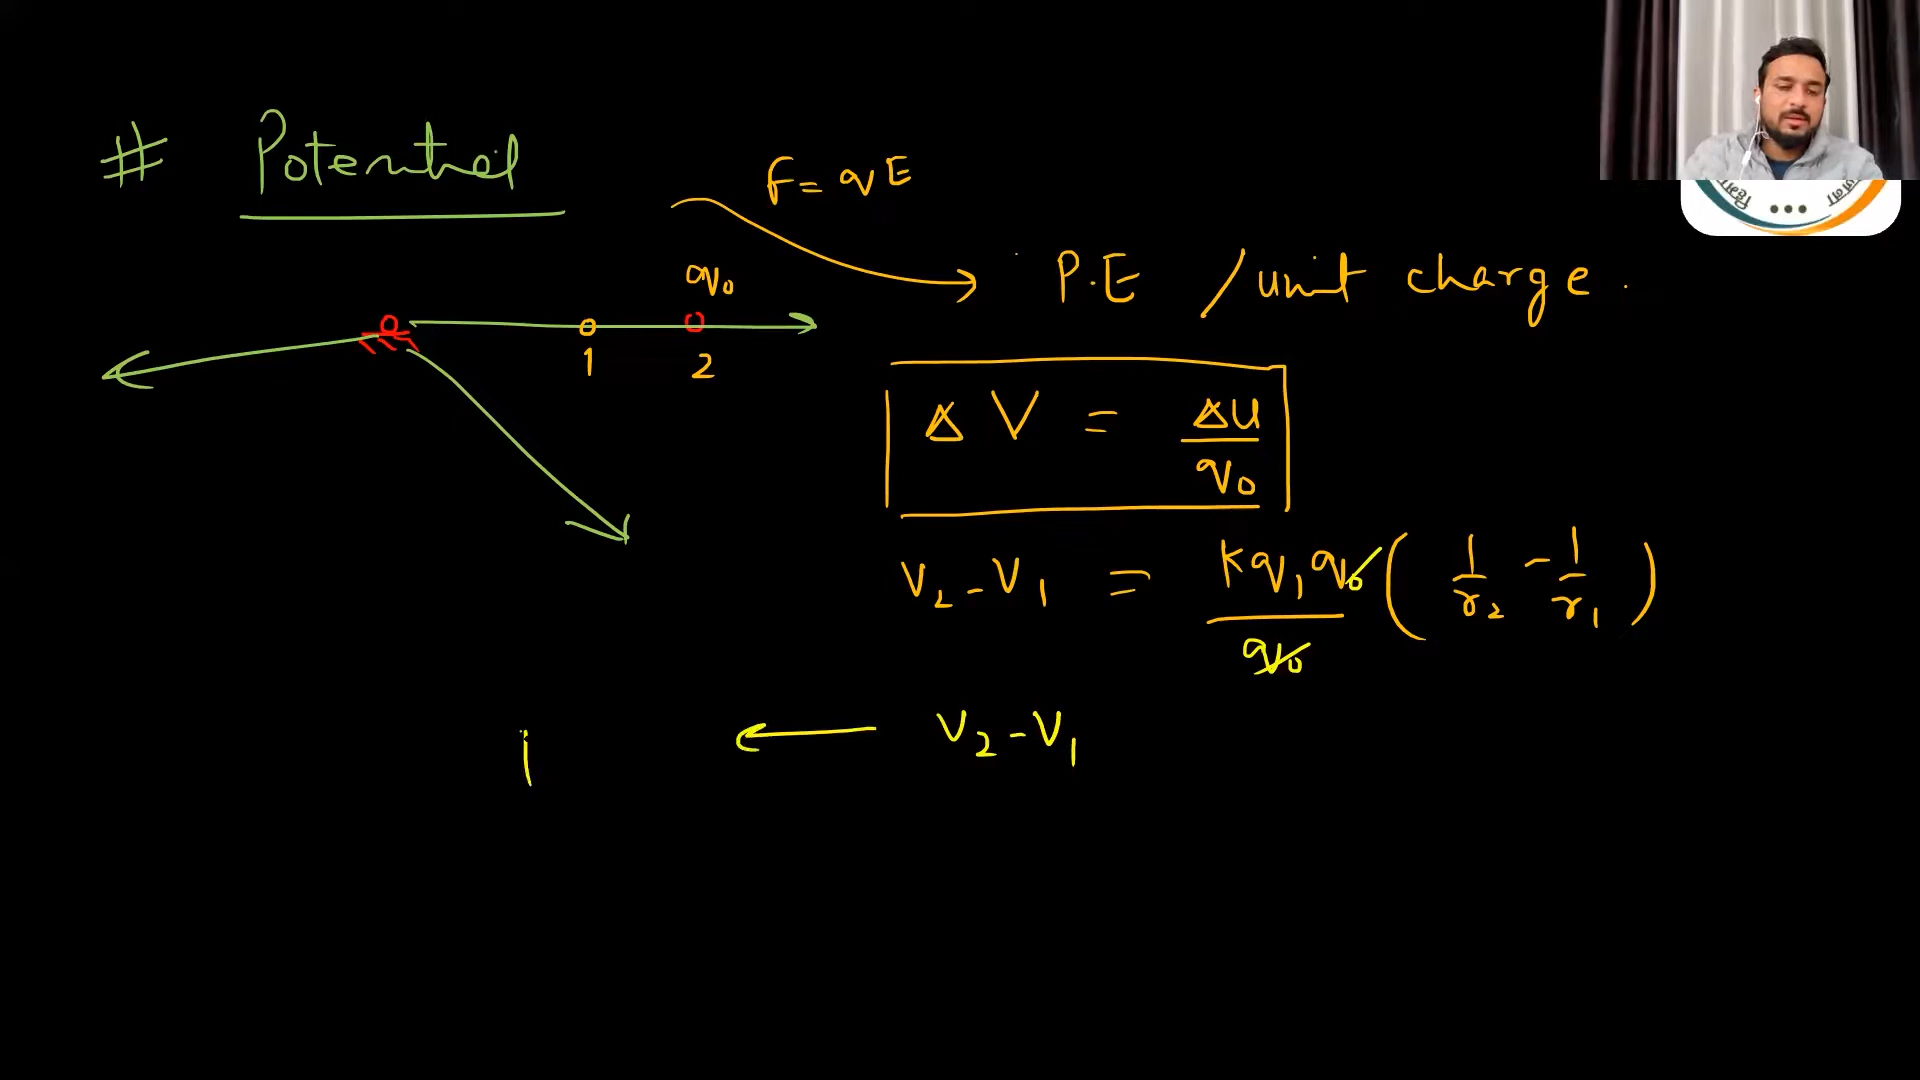 # Potential
F = qE
q₀
P.E / unit charge .
1 2
ΔV = Δu/q₀
V₂ - V₁ = Kq₁q₀/q₀ ( 1/r₂ - 1/r₁ )
i ← V₂ - V₁